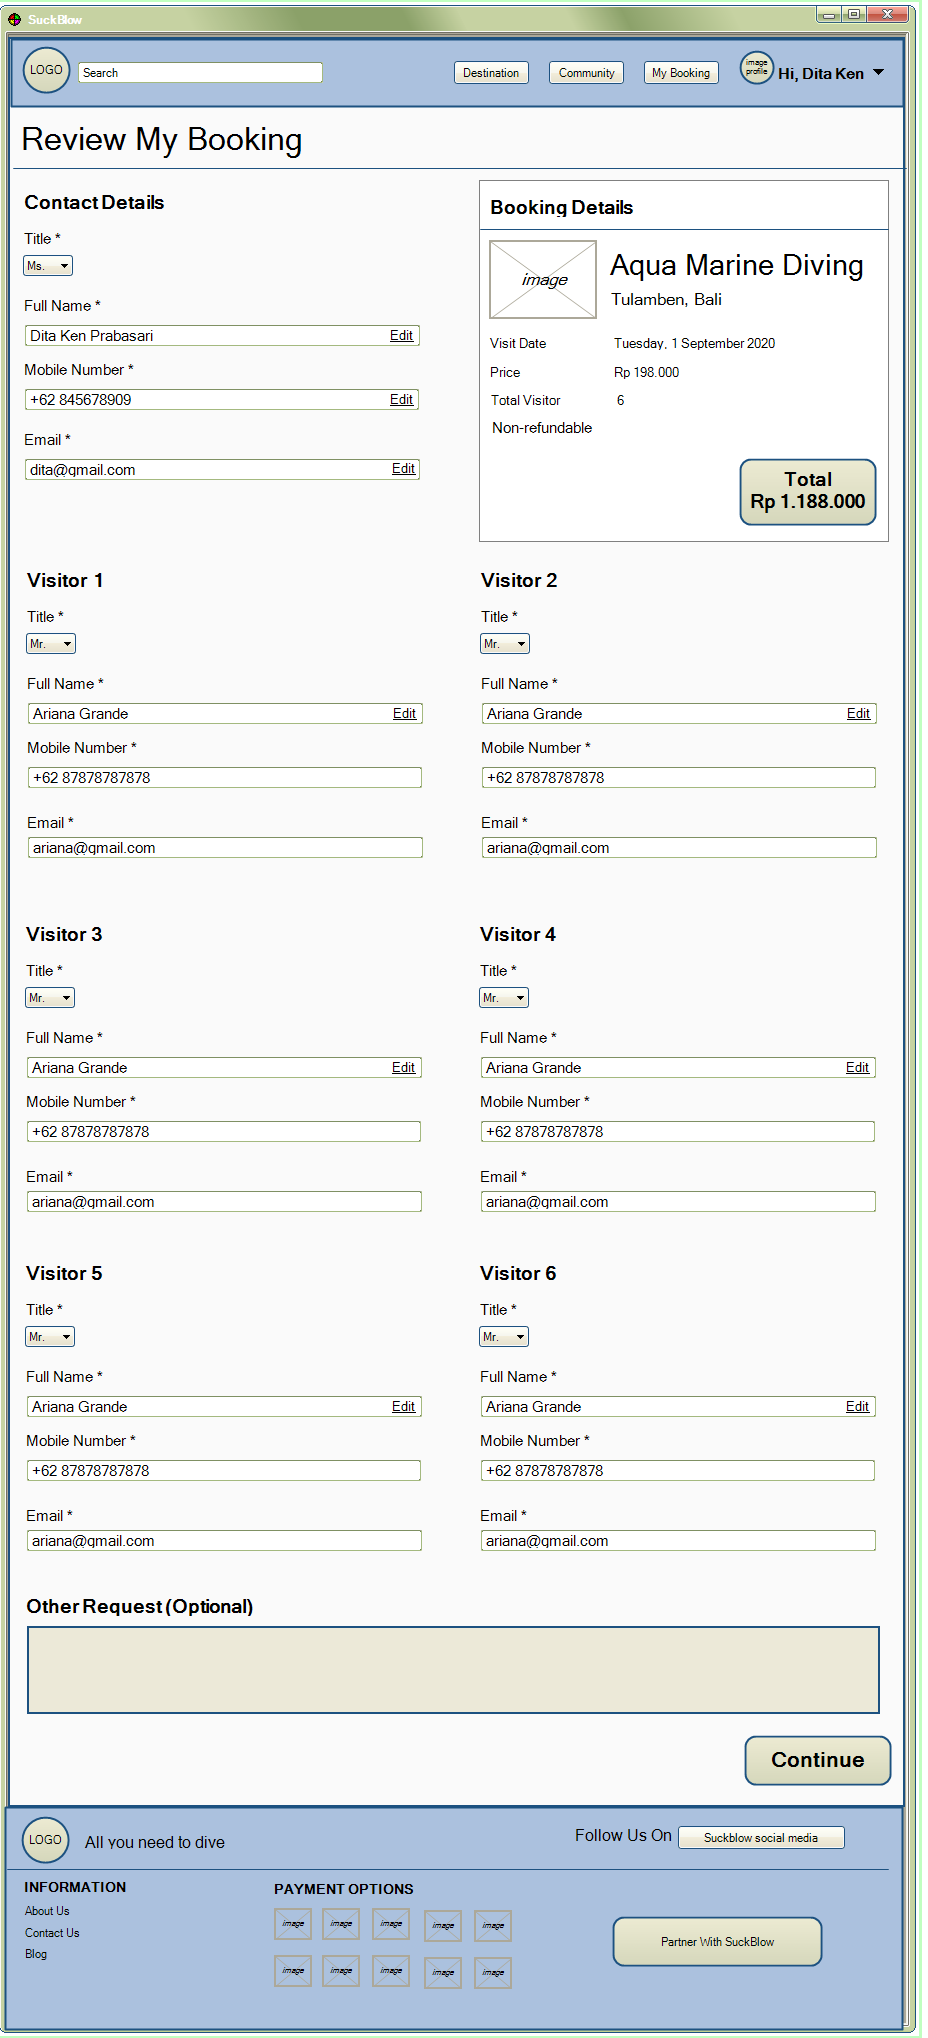 SuckBlow
LOGO
Search
Destination
Community
My Booking
image
profile
Hi, Dita Ken
Review My Booking
Contact Details
Title *
Ms.
Full Name *
Dita Ken Prabasari Edit
Mobile Number *
+62 845678909 Edit
Email *
dita@gmail.com Edit
Booking Details
image
Aqua Marine Diving
Tulamben, Bali
Visit Date Tuesday, 1 September 2020
Price Rp 198.000
Total Visitor 6
Non-refundable
Total
Rp 1.188.000
Visitor 1
Title *
Mr.
Full Name *
Ariana Grande Edit
Mobile Number *
+62 87878787878
Email *
ariana@gmail.com
Visitor 2
Title *
Mr.
Full Name *
Ariana Grande Edit
Mobile Number *
+62 87878787878
Email *
ariana@gmail.com
Visitor 3
Title *
Mr.
Full Name *
Ariana Grande Edit
Mobile Number *
+62 87878787878
Email *
ariana@gmail.com
Visitor 4
Title *
Mr.
Full Name *
Ariana Grande Edit
Mobile Number *
+62 87878787878
Email *
ariana@gmail.com
Visitor 5
Title *
Mr.
Full Name *
Ariana Grande Edit
Mobile Number *
+62 87878787878
Email *
ariana@gmail.com
Visitor 6
Title *
Mr.
Full Name *
Ariana Grande Edit
Mobile Number *
+62 87878787878
Email *
ariana@gmail.com
Other Request (Optional)
Continue
LOGO
All you need to dive
Follow Us On
Suckblow social media
INFORMATION
About Us
Contact Us
Blog
PAYMENT OPTIONS
image image image image image
image image image image image
Partner With SuckBlow